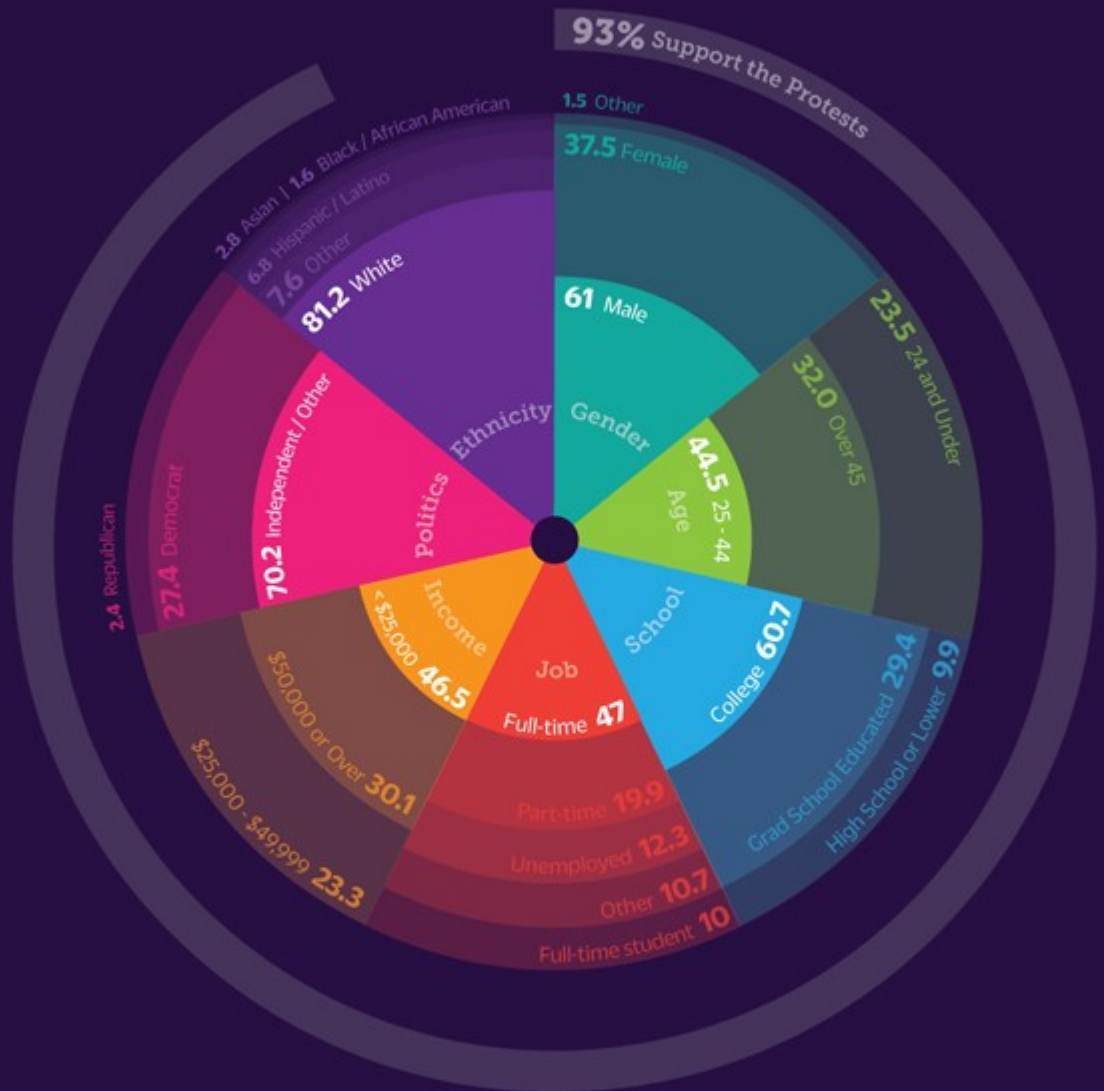 93% Support the Protests
1.5 Other
37.5 Female
61 Male
Gender
23.5 24 and Under
32.0 Over 45
44.5 25 - 44
Age
School
College 60.7
Grad School Educated 29.4
High School or Lower 9.9
Job
Full-time 47
Part-time 19.9
Unemployed 12.3
Other 10.7
Full-time student 10
Income
< $25,000 46.5
$50,000 or Over 30.1
$25,000 - $49,999 23.3
Politics
70.2 Independent / Other
27.4 Democrat
2.4 Republican
Ethnicity
81.2 White
7.6 Other
6.8 Hispanic / Latino
2.8 Asian | 1.6 Black / African American